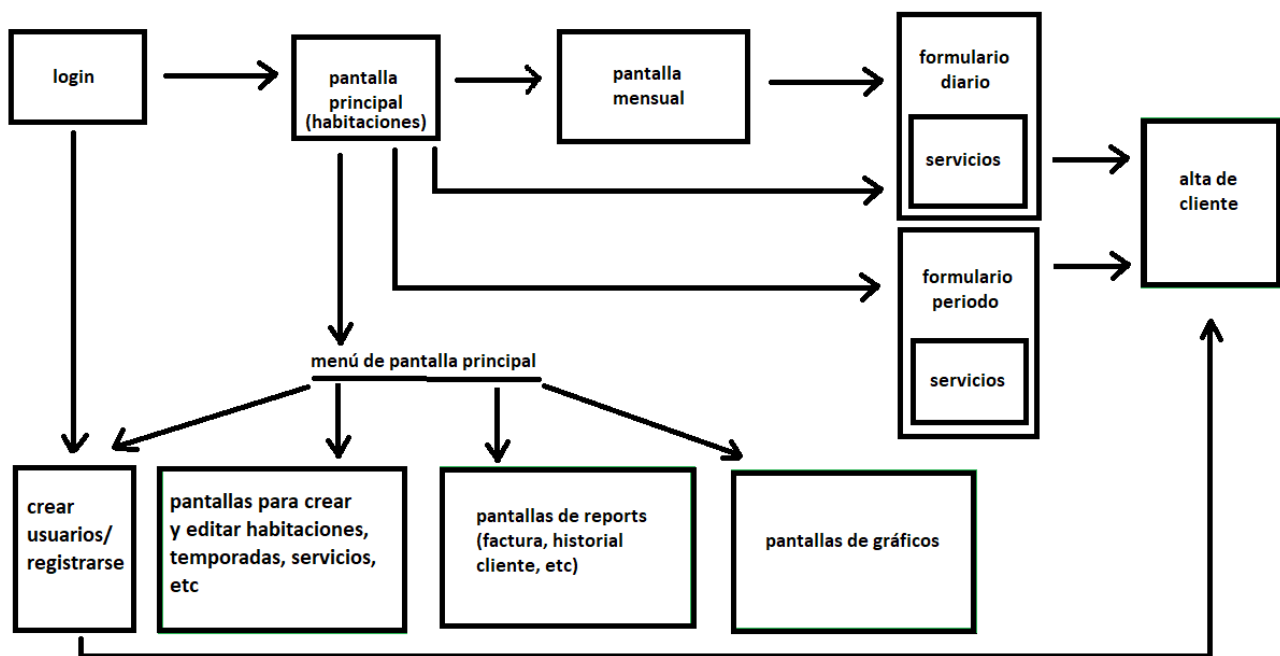 login
pantalla
principal
(habitaciones)
pantalla
mensual
formulario
diario
servicios
alta de
cliente
formulario
periodo
servicios
menú de pantalla principal
crear
usuarios/
registrarse
pantallas para crear
y editar habitaciones,
temporadas, servicios,
etc
pantallas de reports
(factura, historial
cliente, etc)
pantallas de gráficos